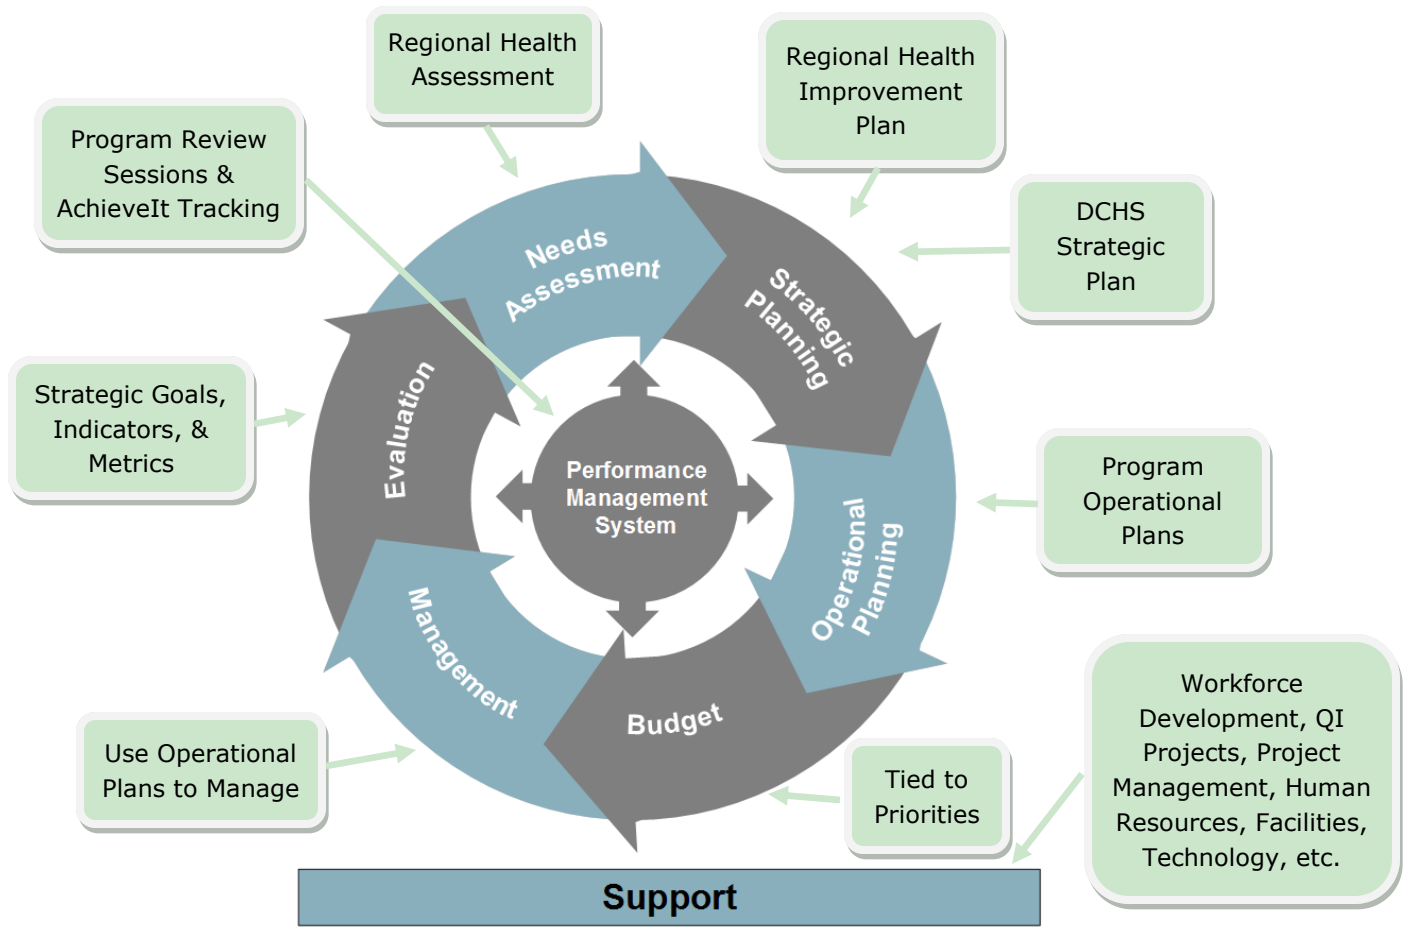 Regional Health
Assessment
Regional Health
Improvement
Plan
Program Review
Sessions &
AchieveIt Tracking
DCHS
Strategic
Plan
Needs
Assessment
Strategic
Planning
Strategic Goals,
Indicators, &
Metrics
Evaluation
Performance
Management
System
Program
Operational
Plans
Operational
Planning
Management
Budget
Use Operational
Plans to Manage
Tied to
Priorities
Workforce
Development, QI
Projects, Project
Management, Human
Resources, Facilities,
Technology, etc.
Support